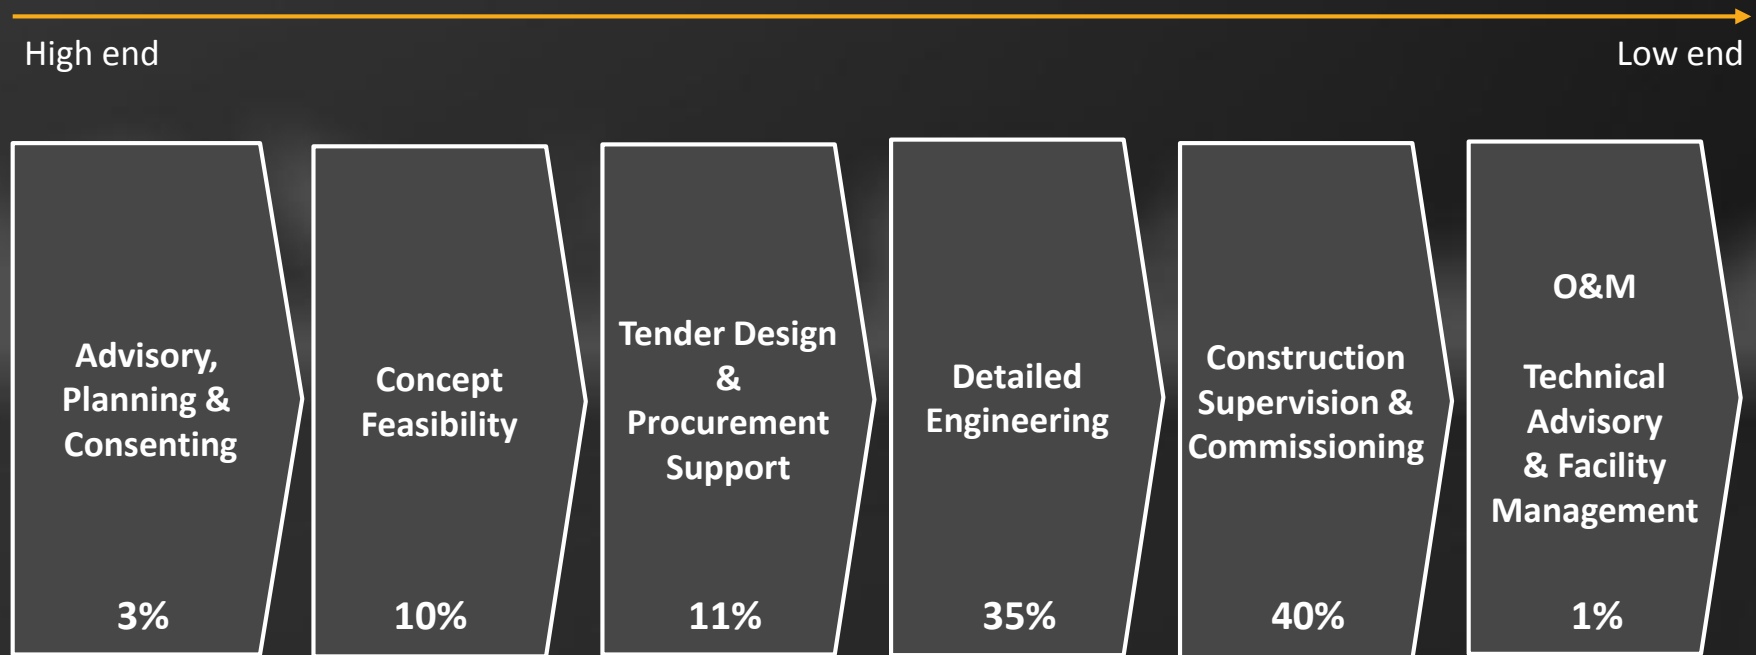 High end
Low end
Advisory,
Planning &
Consenting
3%
Concept
Feasibility
10%
Tender Design
&
Procurement
Support
11%
Detailed
Engineering
35%
Construction
Supervision &
Commissioning
40%
O&M
Technical
Advisory
& Facility
Management
1%